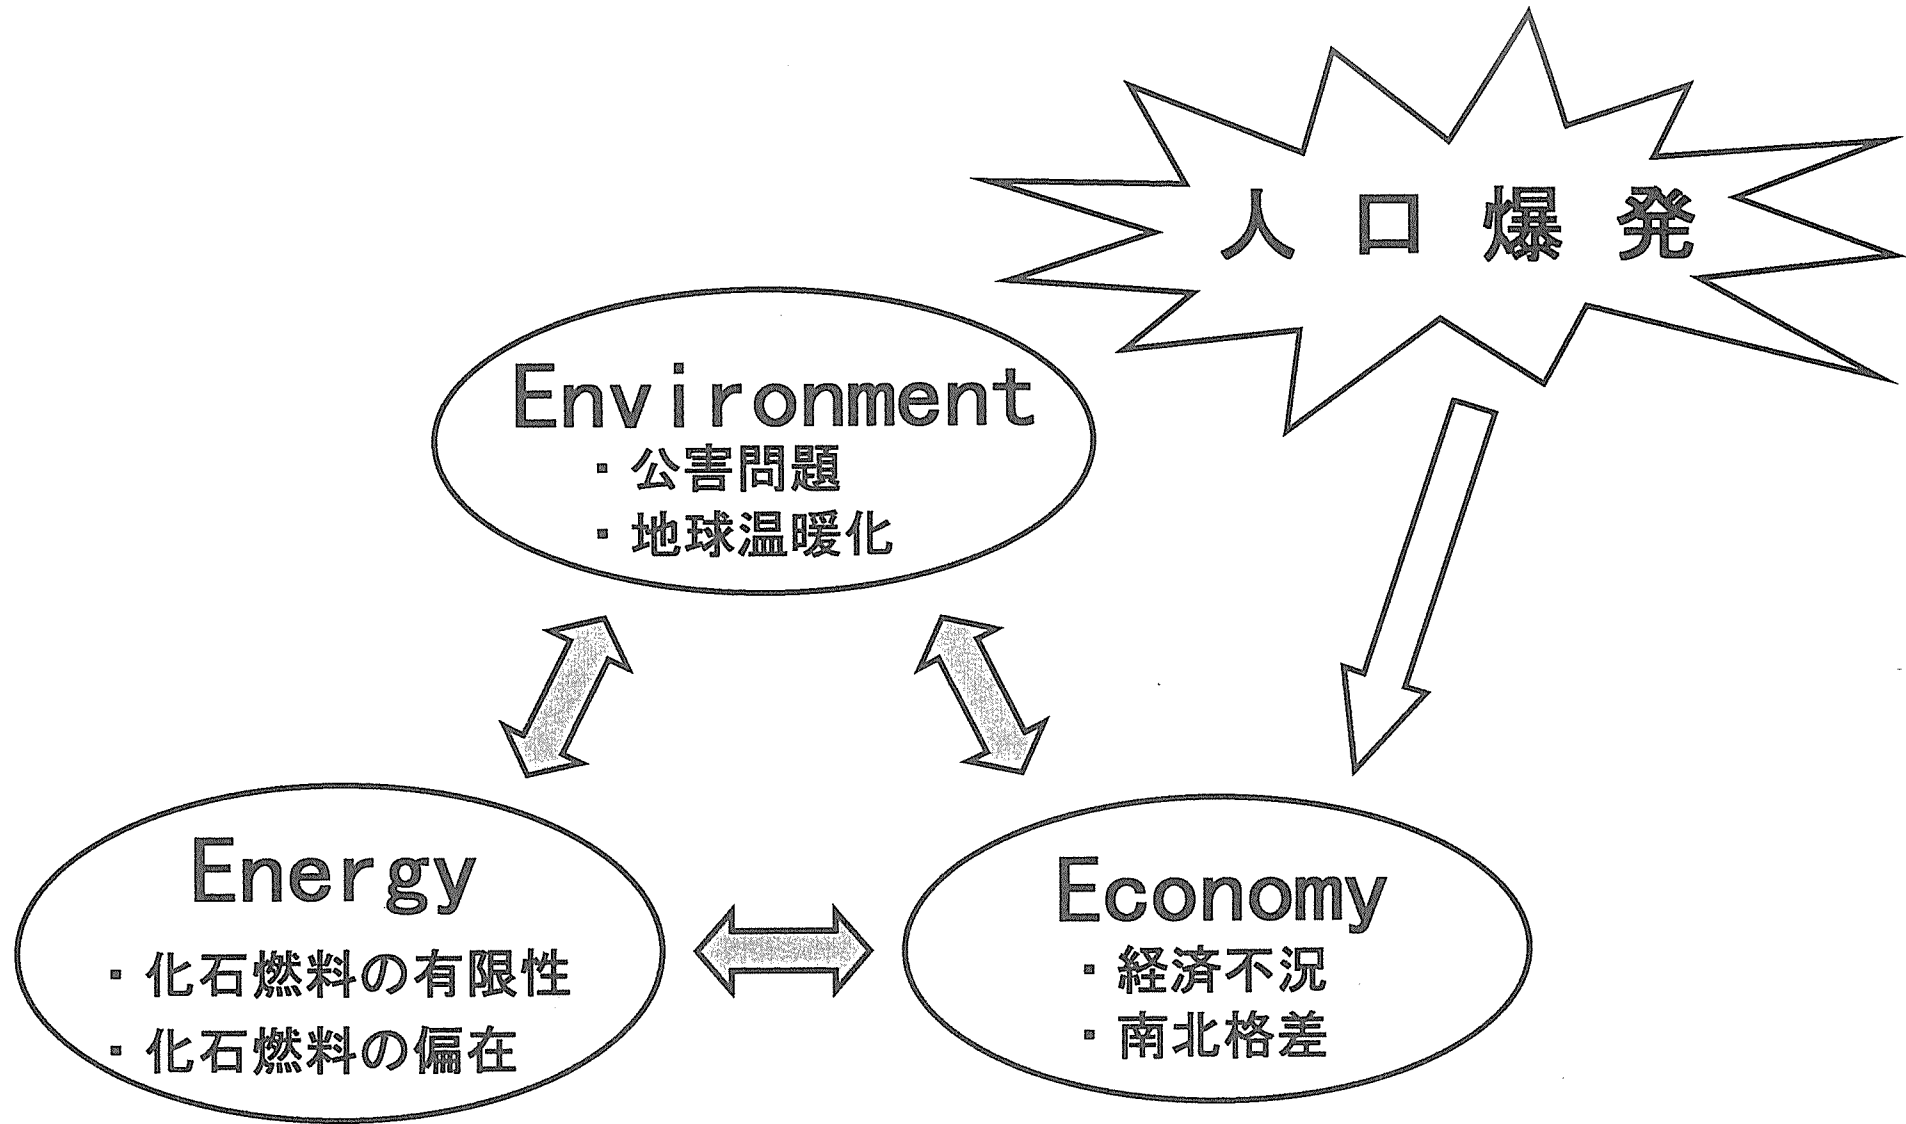 人口爆発
Environment
・公害問題
・地球温暖化
Energy
・化石燃料の有限性
・化石燃料の偏在
Economy
・経済不況
・南北格差